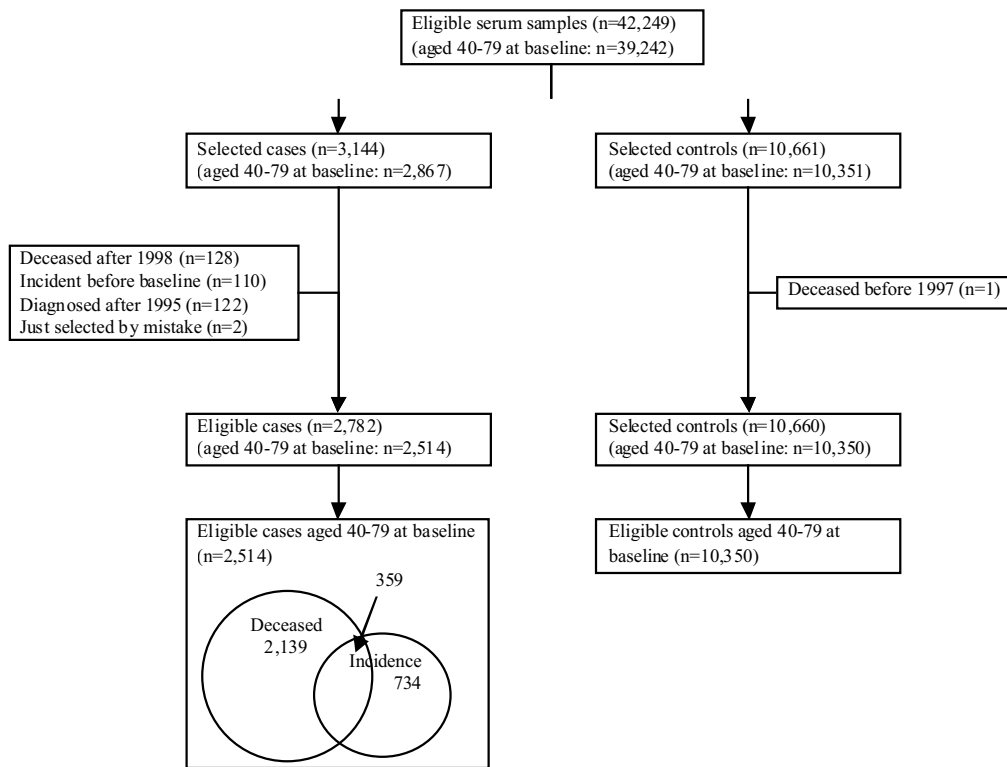 Eligible serum samples (n=42,249)
(aged 40-79 at baseline: n=39,242)
Selected cases (n=3,144)
(aged 40-79 at baseline: n=2,867)
Selected controls (n=10,661)
(aged 40-79 at baseline: n=10,351)
Deceased after 1998 (n=128)
Incident before baseline (n=110)
Diagnosed after 1995 (n=122)
Just selected by mistake (n=2)
Deceased before 1997 (n=1)
Eligible cases (n=2,782)
(aged 40-79 at baseline: n=2,514)
Selected controls (n=10,660)
(aged 40-79 at baseline: n=10,350)
Eligible cases aged 40-79 at baseline
(n=2,514)
Eligible controls aged 40-79 at
baseline (n=10,350)
359
Deceased
2,139
Incidence
734